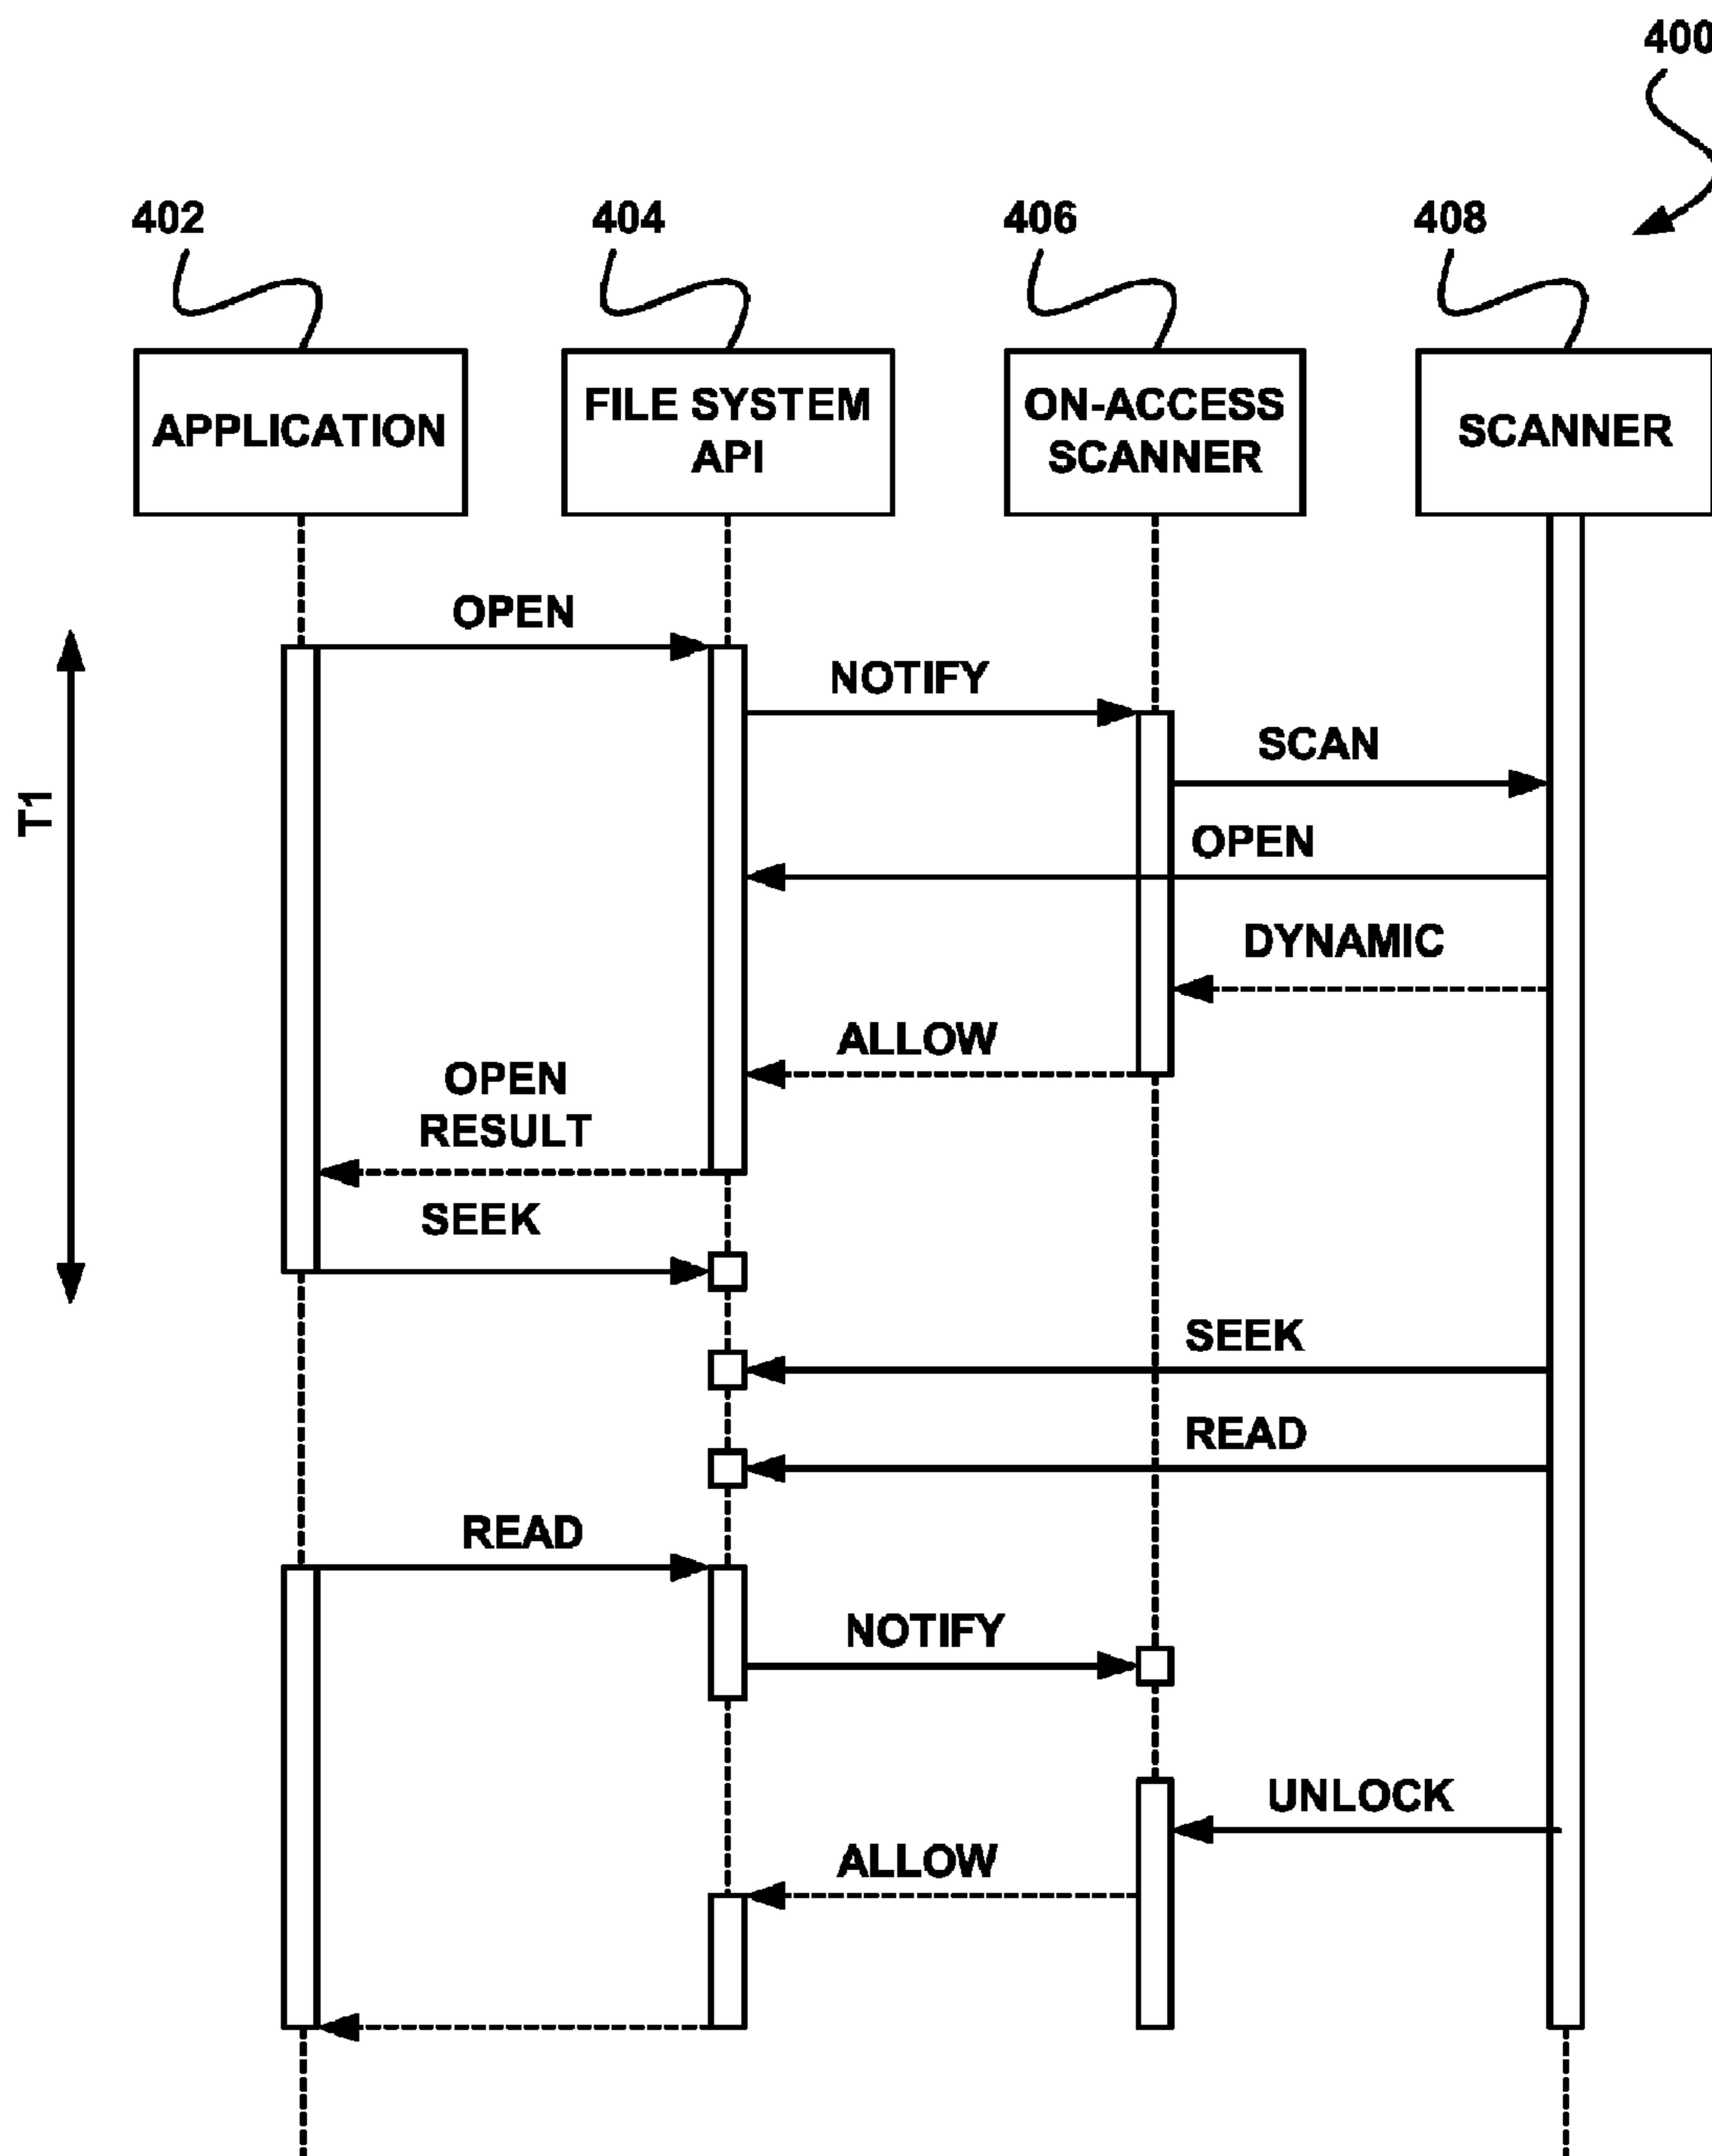 400
402
404
406
408
APPLICATION
FILE SYSTEM
API
ON-ACCESS
SCANNER
SCANNER
OPEN
NOTIFY
SCAN
T1
OPEN
DYNAMIC
ALLOW
OPEN
RESULT
SEEK
SEEK
READ
READ
NOTIFY
UNLOCK
ALLOW